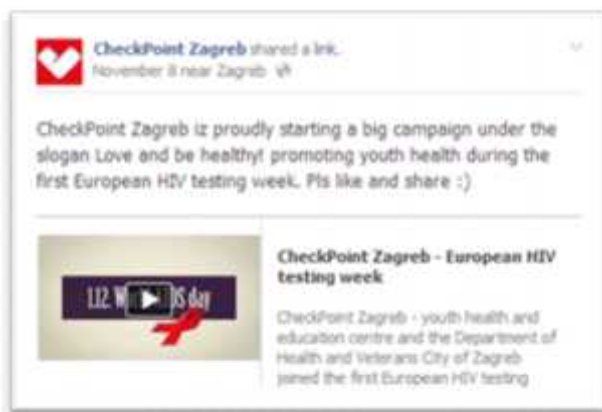 CheckPoint Zagreb shared a link.
November 8 near Zagreb
CheckPoint Zagreb iz proudly starting a big campaign under the
slogan Love and be healthy! promoting youth health during the
first European HIV testing week. Pls like and share :)
1.12. W S day
CheckPoint Zagreb - European HIV
testing week
CheckPoint Zagreb - youth health and
education centre and the Department of
Health and Veterans City of Zagreb
joined the first European HIV testing